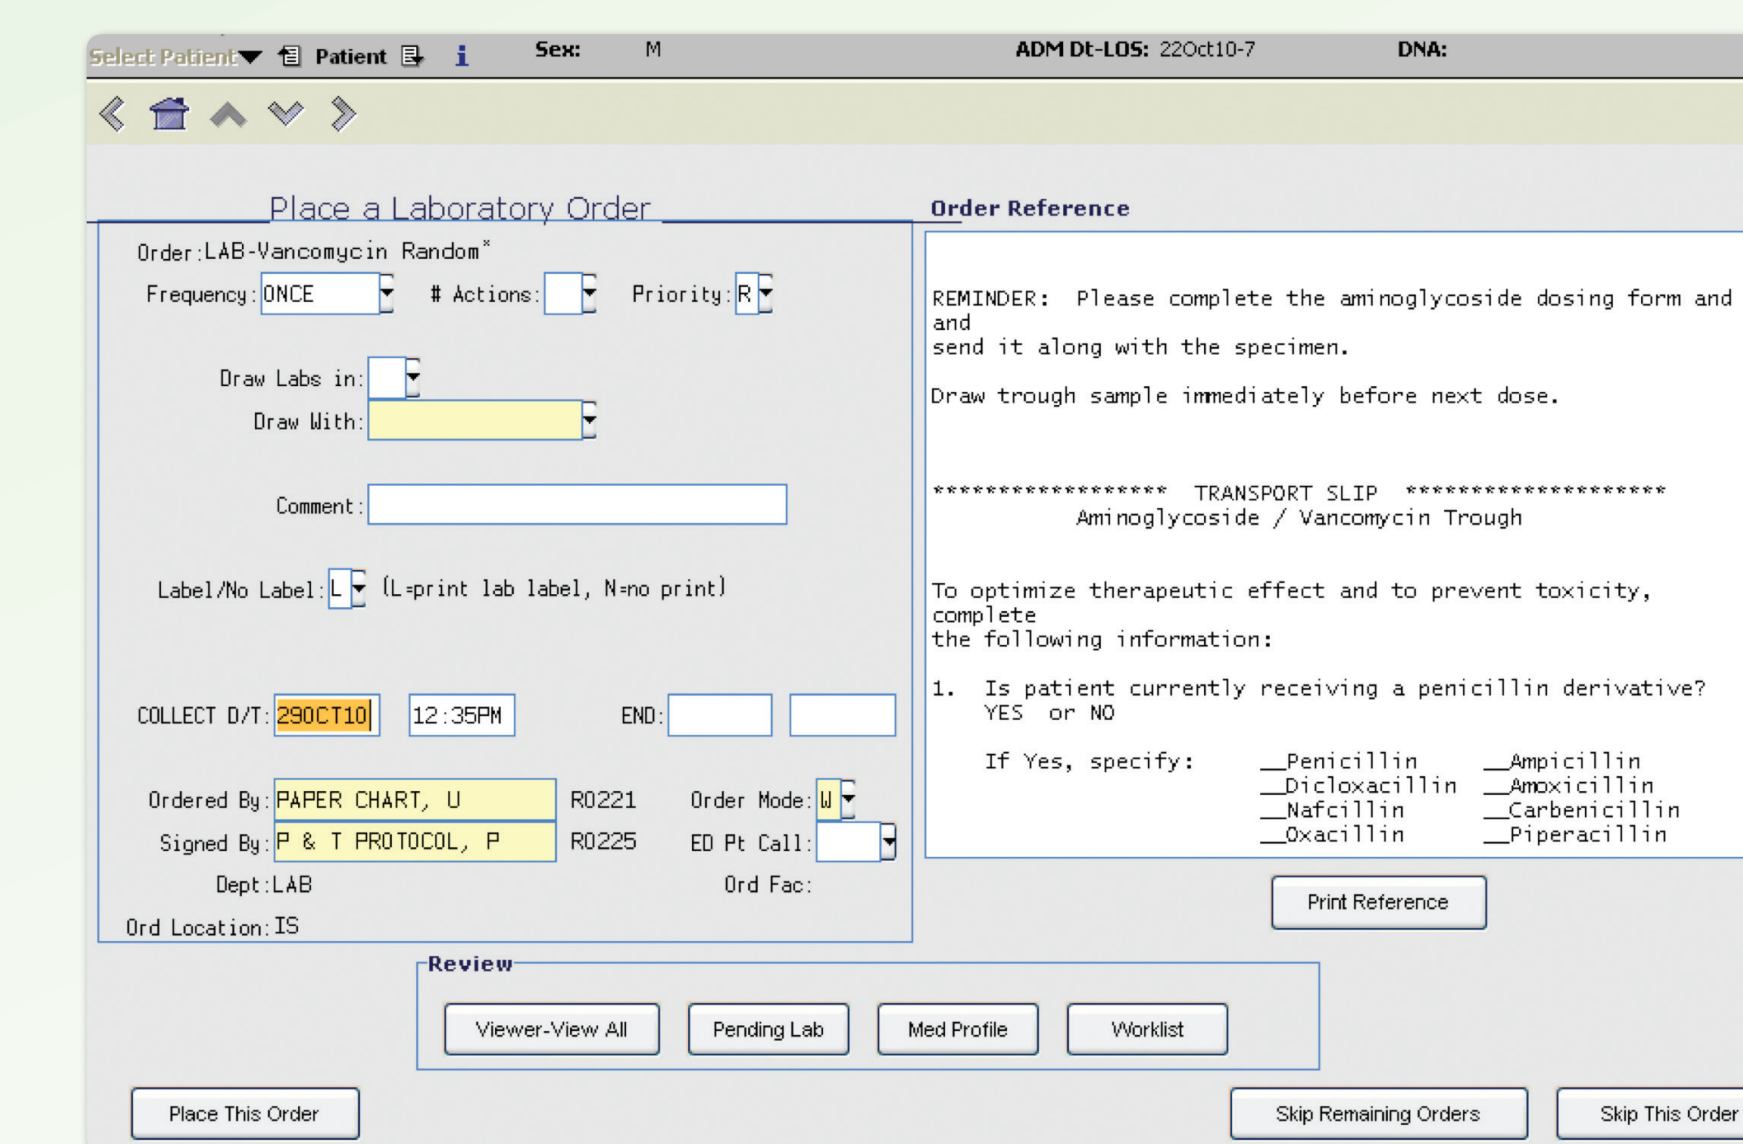 Select Patient Patient i Sex: M ADM Dt-LOS: 22Oct10-7 DNA:
Place a Laboratory Order
Order:LAB-Vancomycin Random*
Frequency: ONCE # Actions: Priority: R
Draw Labs in:
Draw With:
Comment:
Label/No Label: L (L=print lab label, N=no print)
COLLECT D/T: 29OCT10 12:35PM END:
Ordered By: PAPER CHART, U R0221 Order Mode: W
Signed By: P & T PROTOCOL, P R0225 ED Pt Call:
Dept:LAB Ord Fac:
Ord Location: IS
Order Reference
REMINDER: Please complete the aminoglycoside dosing form and
and
send it along with the specimen.
Draw trough sample immediately before next dose.
****************** TRANSPORT SLIP ********************
Aminoglycoside / Vancomycin Trough
To optimize therapeutic effect and to prevent toxicity,
complete
the following information:
1. Is patient currently receiving a penicillin derivative?
YES or NO
If Yes, specify: __Penicillin __Ampicillin
__Dicloxacillin __Amoxicillin
__Nafcillin __Carbenicillin
__Oxacillin __Piperacillin
Print Reference
Review
Viewer-View All Pending Lab Med Profile Worklist
Place This Order Skip Remaining Orders Skip This Order